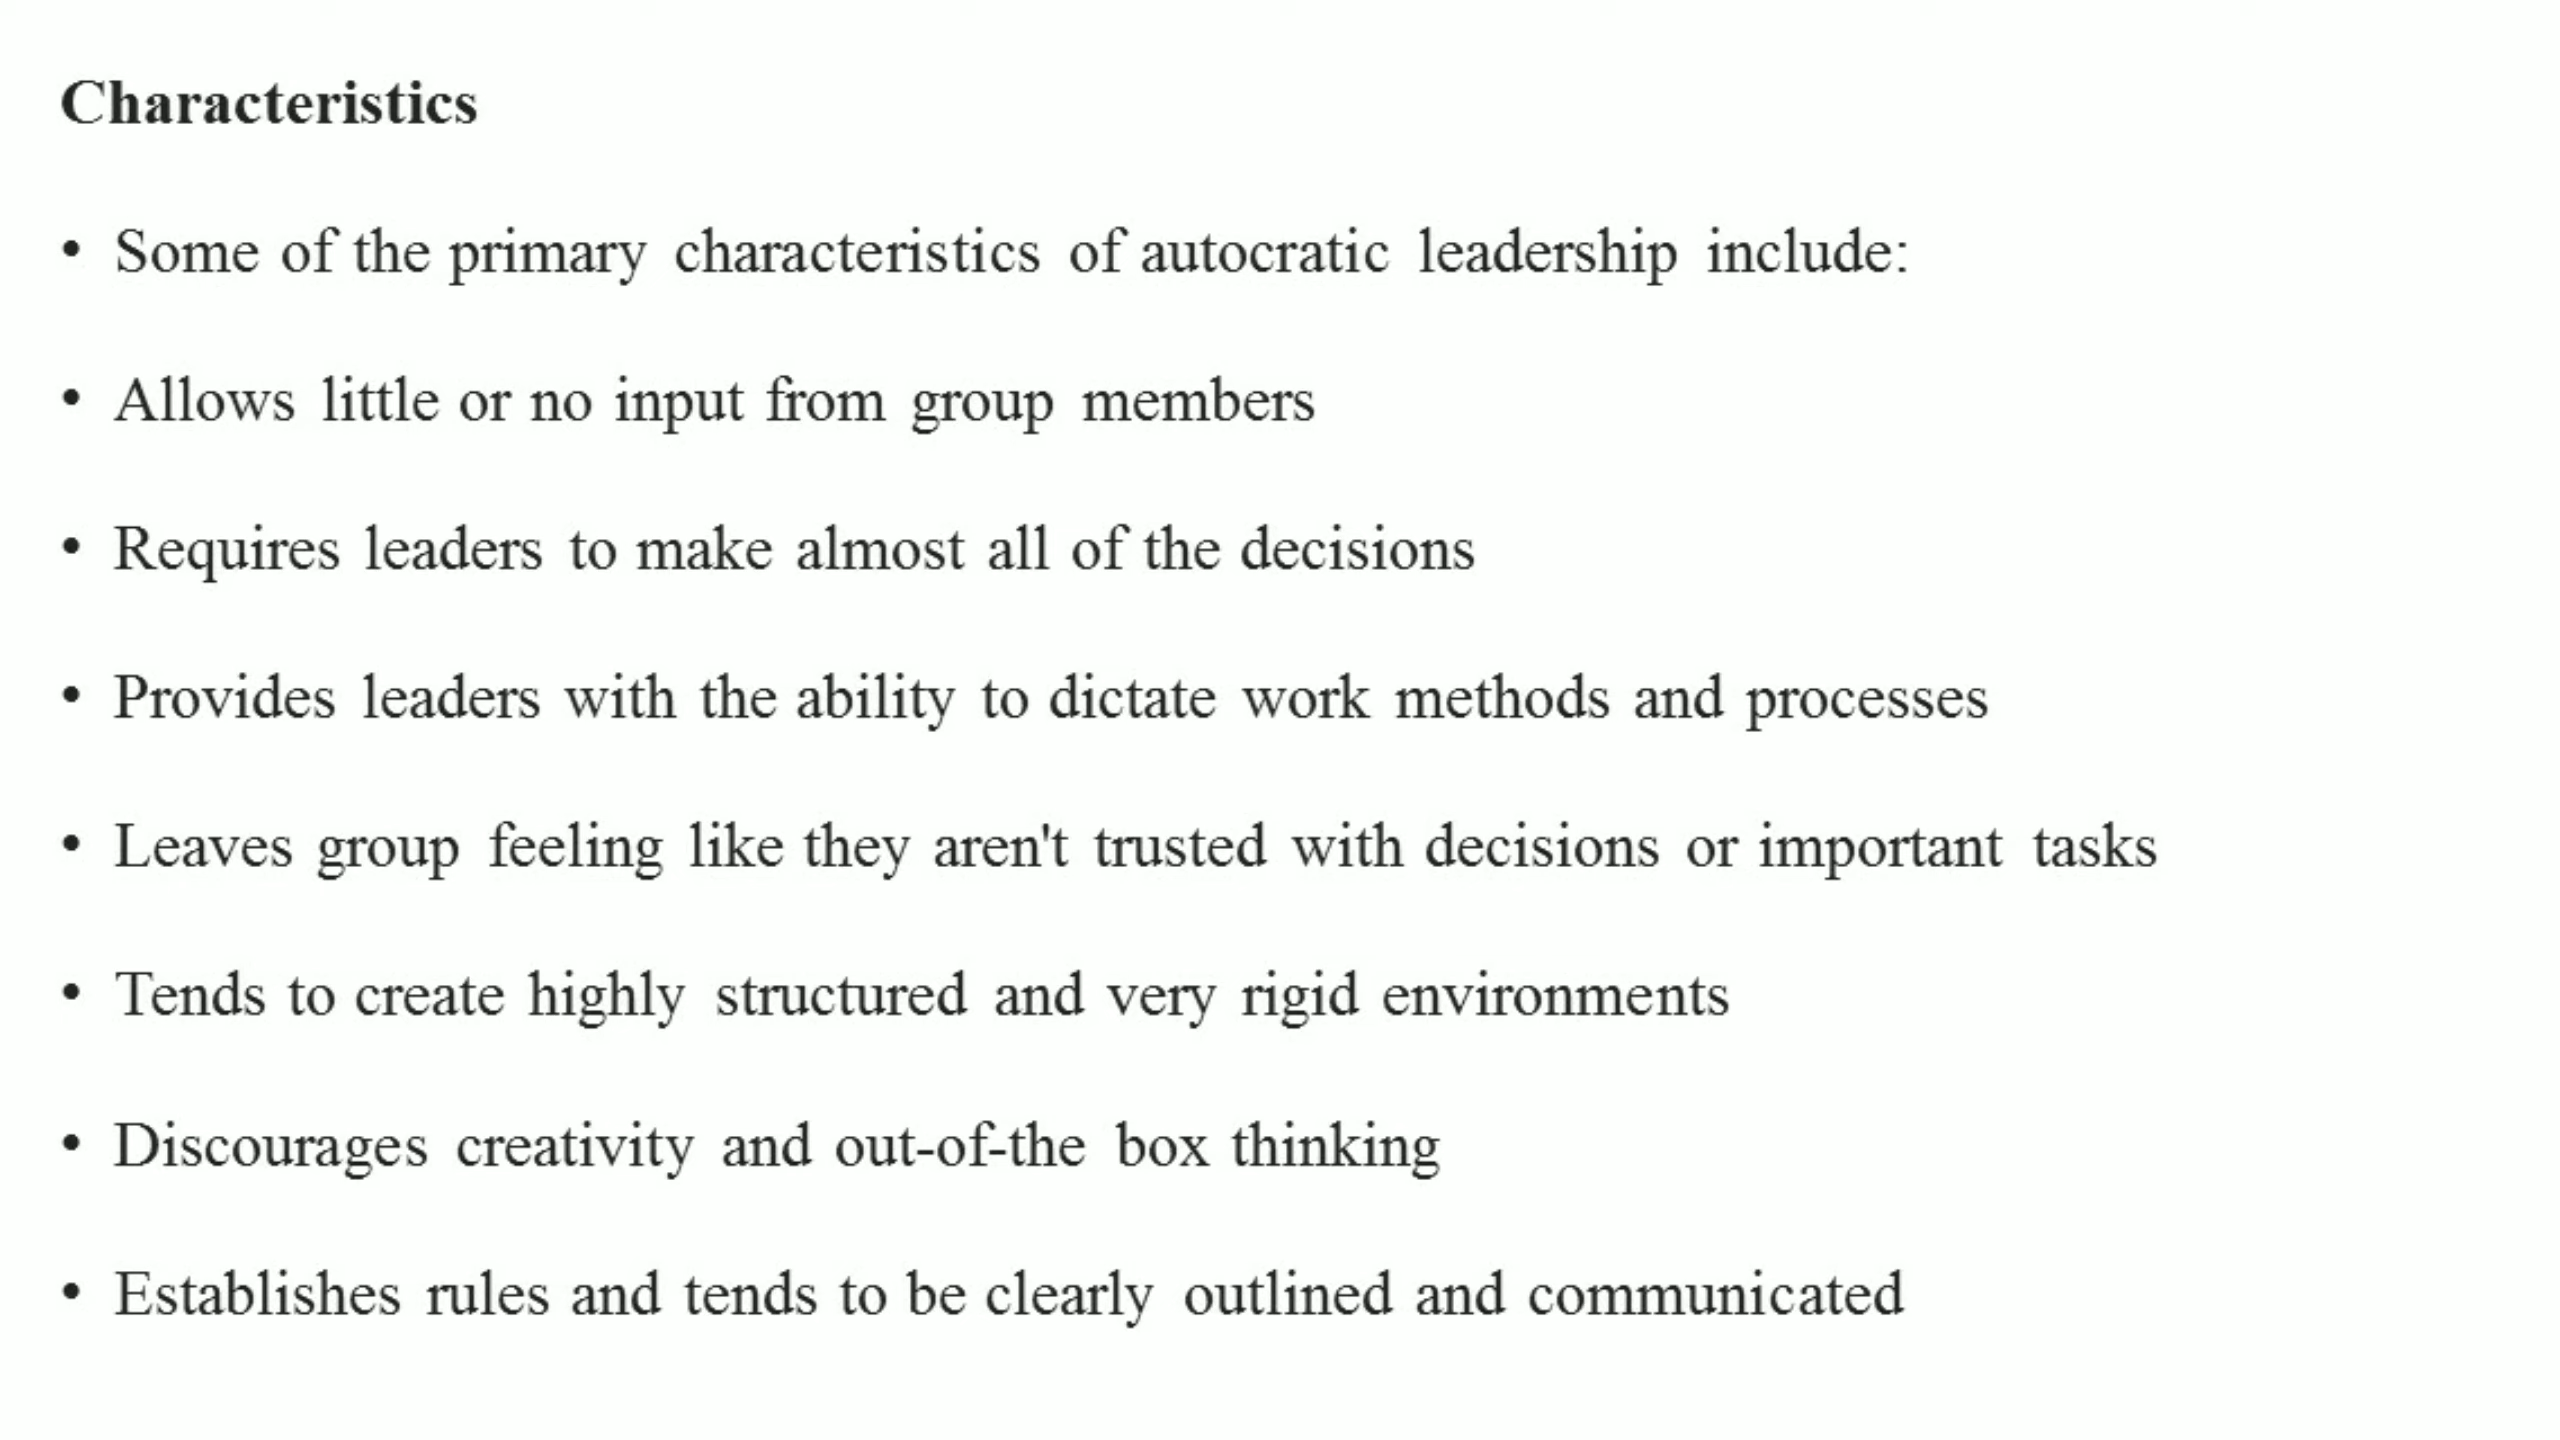 Characteristics
• Some of the primary characteristics of autocratic leadership include:
• Allows little or no input from group members
• Requires leaders to make almost all of the decisions
• Provides leaders with the ability to dictate work methods and processes
• Leaves group feeling like they aren't trusted with decisions or important tasks
• Tends to create highly structured and very rigid environments
• Discourages creativity and out-of-the box thinking
• Establishes rules and tends to be clearly outlined and communicated